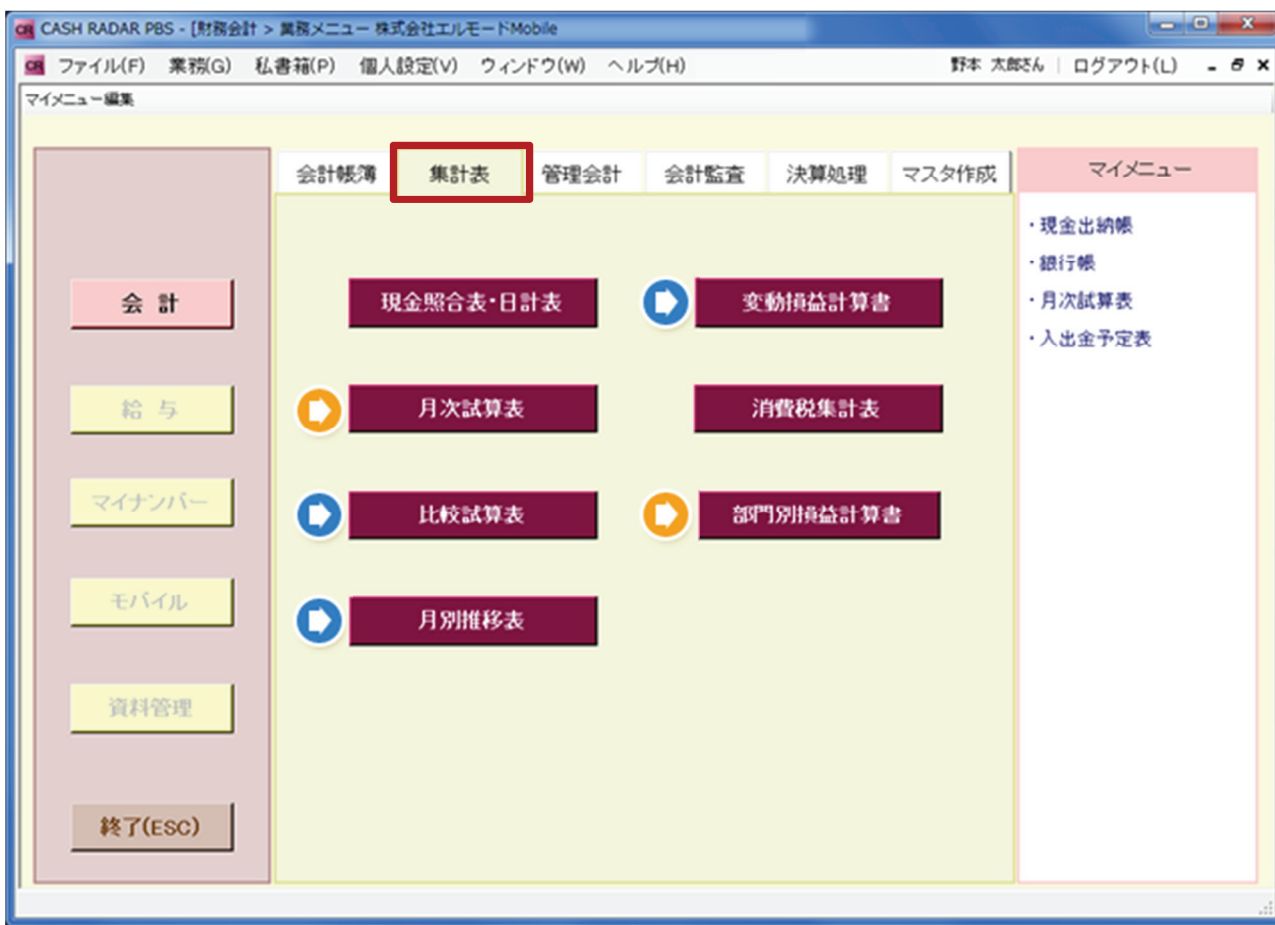 CR CASH RADAR PBS - [財務会計 > 業務メニュー 株式会社エルモードMobile
CR ファイル(F) 業務(G) 私書箱(P) 個人設定(V) ウィンドウ(W) ヘルプ(H) 野本 太郎さん | ログアウト(L)
マイメニュー編集
会計帳簿 集計表 管理会計 会計監査 決算処理 マスタ作成 マイメニュー
・現金出納帳
・銀行帳
・月次試算表
・入出金予定表
会 計
給 与
マイナンバー
モバイル
資料管理
終了(ESC)
現金照合表・日計表
変動損益計算書
月次試算表
消費税集計表
比較試算表
部門別損益計算書
月別推移表